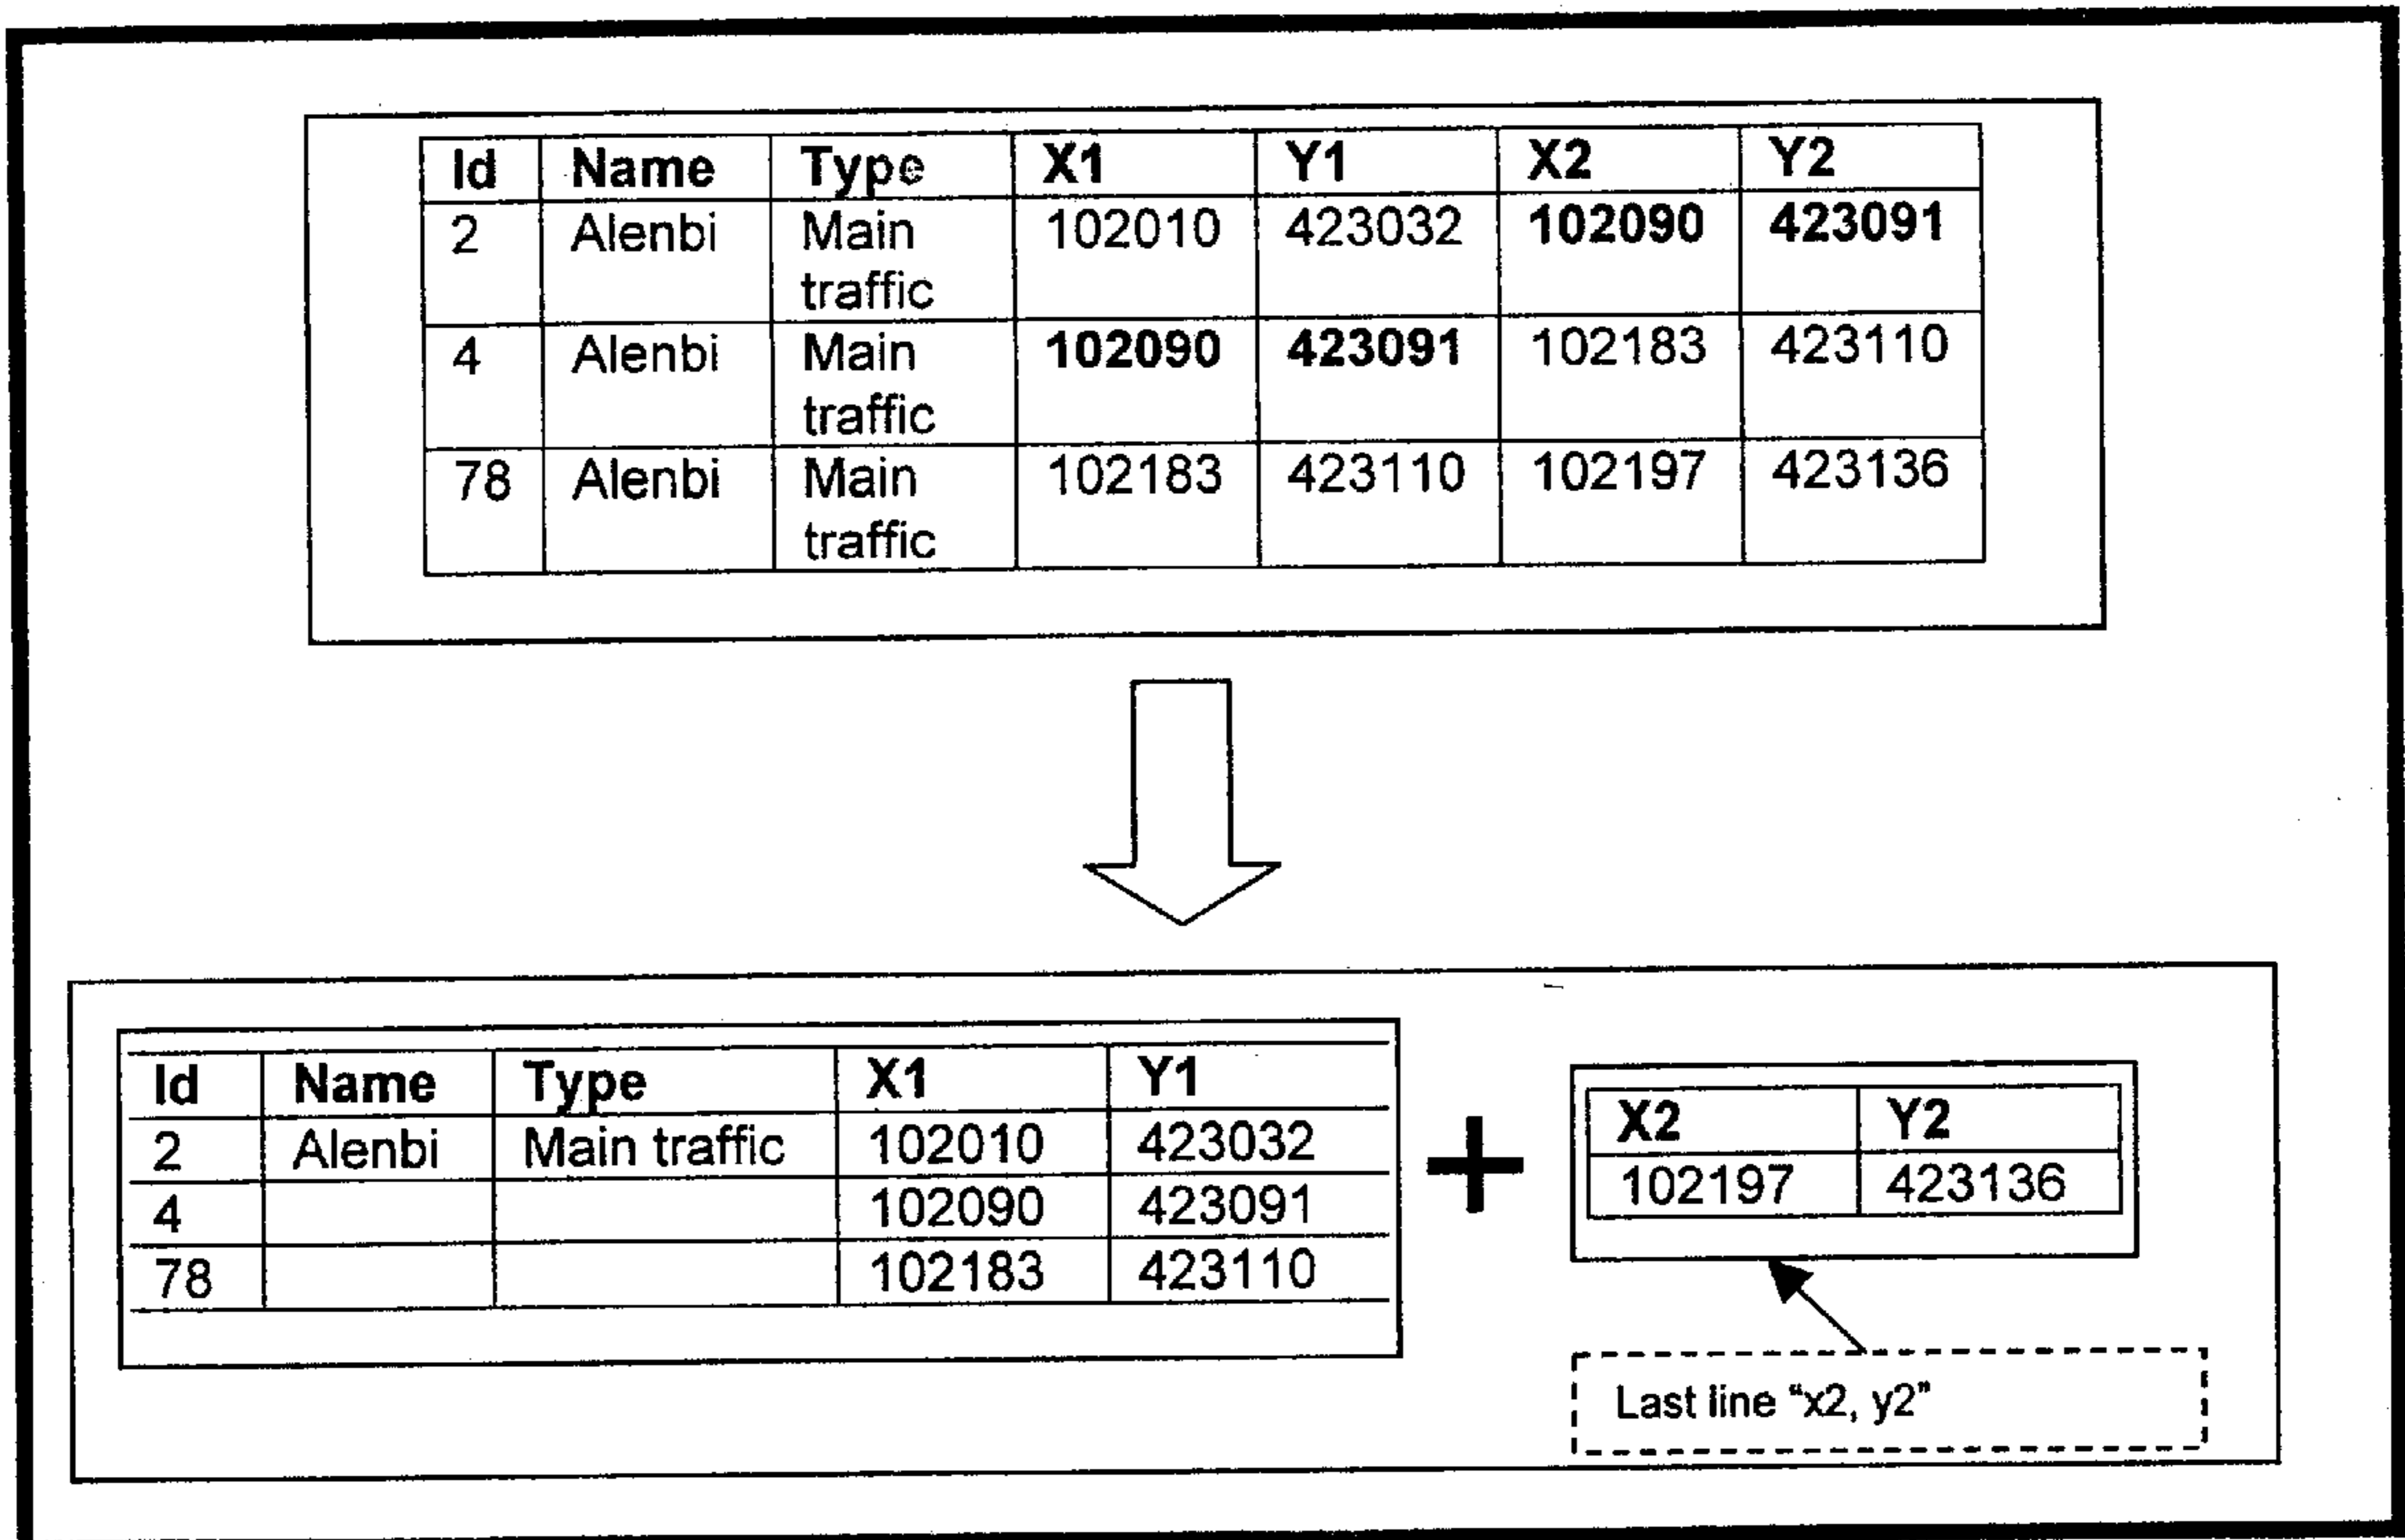 Id Name Type X1 Y1 X2 Y2
2 Alenbi Main 102010 423032 102090 423091
traffic
4 Alenbi Main 102090 423091 102183 423110
traffic
78 Alenbi Main 102183 423110 102197 423136
traffic
Id Name Type X1 Y1
2 Alenbi Main traffic 102010 423032
4 102090 423091
78 102183 423110
+
X2 Y2
102197 423136
Last line “x2, y2”